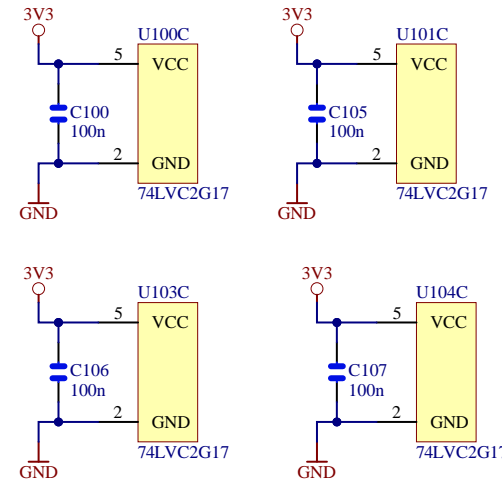 3V3
U100C
5
VCC
C100
100n
2
GND
GND
74LVC2G17
3V3
U101C
5
VCC
C105
100n
2
GND
GND
74LVC2G17
3V3
U103C
5
VCC
C106
100n
2
GND
74LVC2G17
GND
3V3
U104C
5
VCC
C107
100n
2
GND
74LVC2G17
GND